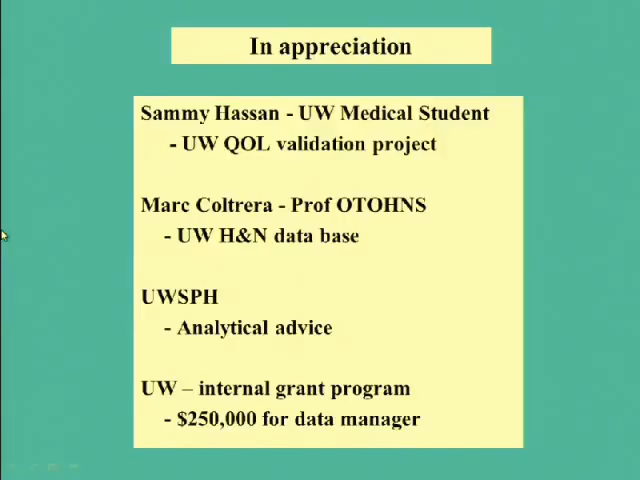 In appreciation
Sammy Hassan - UW Medical Student
- UW QOL validation project
Marc Coltrera - Prof OTOHNS
- UW H&N data base
UWSPH
- Analytical advice
UW – internal grant program
- $250,000 for data manager